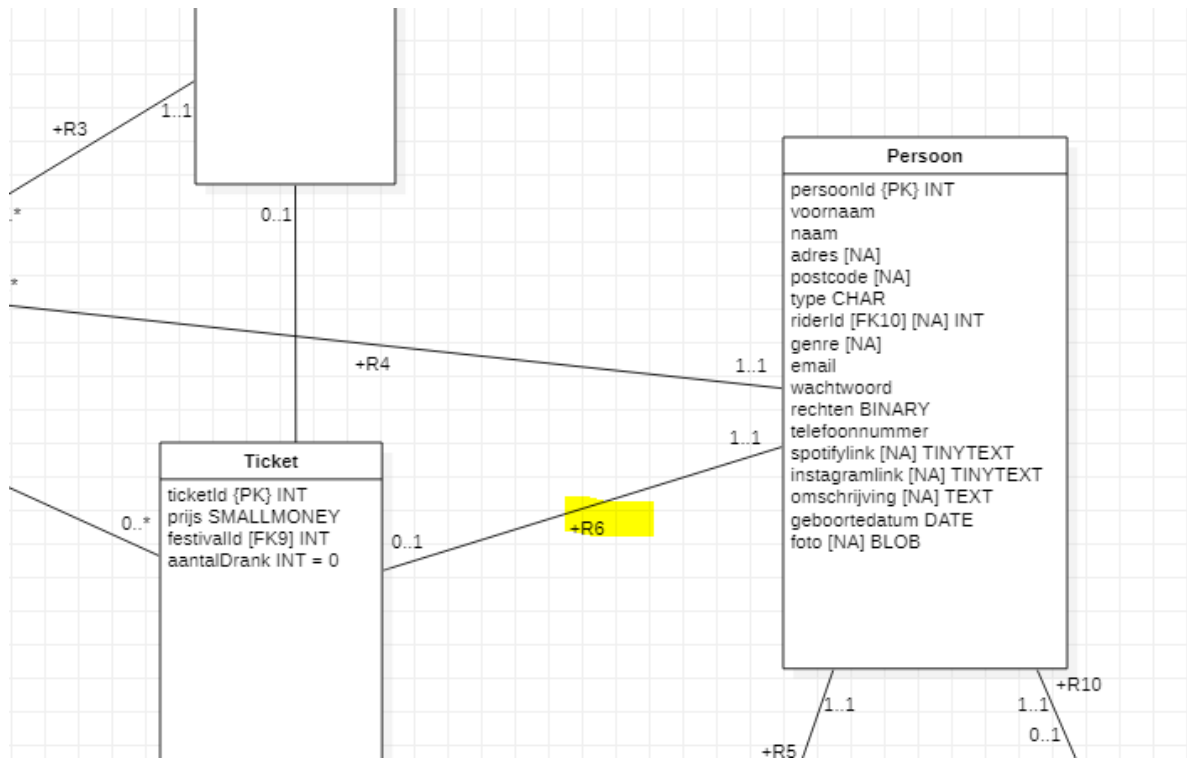 +R3
1..1
..*
0..1
*
+R4
1..1
Persoon
persoonId {PK} INT
voornaam
naam
adres [NA]
postcode [NA]
type CHAR
riderId [FK10] [NA] INT
genre [NA]
email
wachtwoord
rechten BINARY
telefoonnummer
spotifylink [NA] TINYTEXT
instagramlink [NA] TINYTEXT
omschrijving [NA] TEXT
geboortedatum DATE
foto [NA] BLOB
1..1
+R6
0..1
Ticket
ticketId {PK} INT
prijs SMALLMONEY
festivalId [FK9] INT
aantalDrank INT = 0
0..*
1..1
+R5
+R10
1..1
0..1